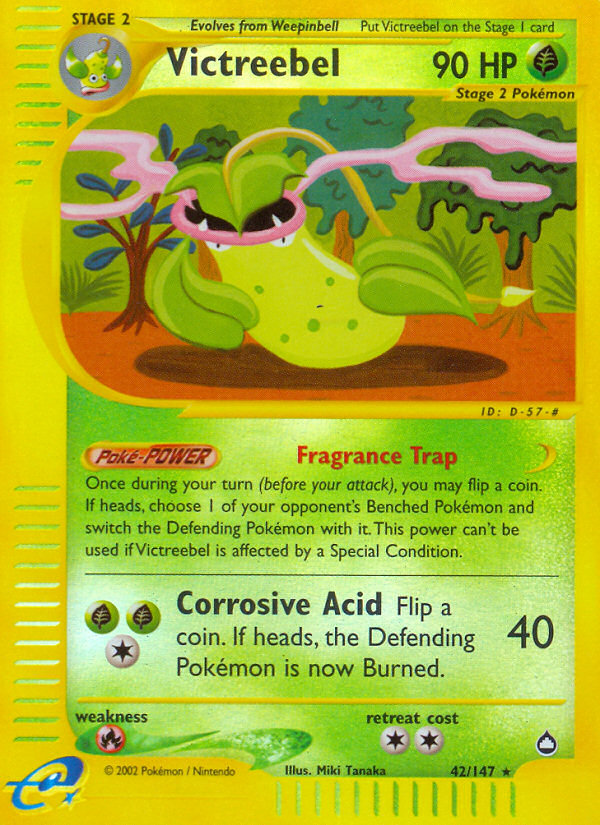 STAGE 2
Evolves from Weepinbell Put Victreebel on the Stage 1 card
Victreebel 90 HP
Stage 2 Pokémon
ID: D-57-#
Poké-POWER Fragrance Trap
Once during your turn (before your attack), you may flip a coin.
If heads, choose 1 of your opponent's Benched Pokémon and
switch the Defending Pokémon with it. This power can't be
used if Victreebel is affected by a Special Condition.
Corrosive Acid Flip a
coin. If heads, the Defending 40
Pokémon is now Burned.
weakness retreat cost
© 2002 Pokémon / Nintendo Illus. Miki Tanaka 42/147 ★
e